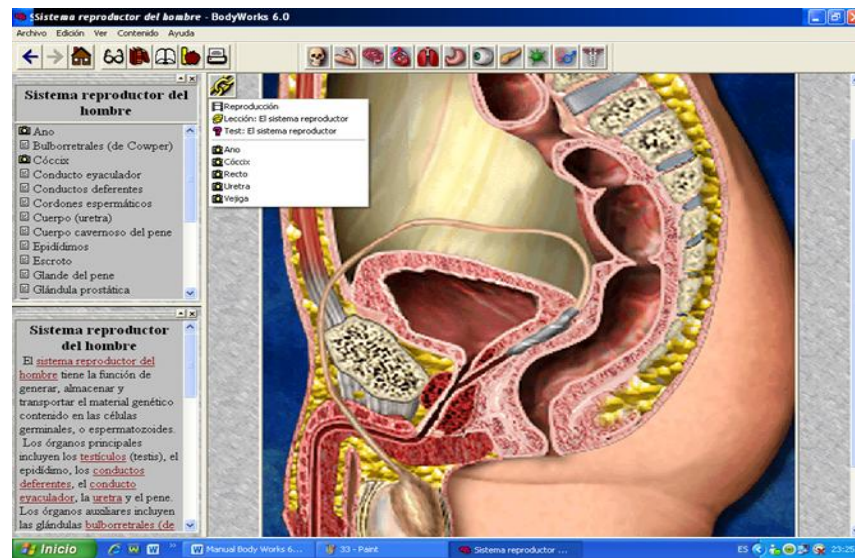 Sistema reproductor del hombre - BodyWorks 6.0
Archivo Edición Ver Contenido Ayuda
Sistema reproductor del
hombre
Ano
Bulborretrales (de Cowper)
Cóccix
Conducto eyaculador
Conductos deferentes
Cordones espermáticos
Cuerpo (uretra)
Cuerpo cavernoso del pene
Epidídimos
Escroto
Glande del pene
Glándula prostática
Reproducción
Lección: El sistema reproductor
Test: El sistema reproductor
Ano
Cóccix
Recto
Uretra
Vejiga
Sistema reproductor
del hombre
El sistema reproductor del
hombre tiene la función de
generar, almacenar y
transportar el material genético
contenido en las células
germinales, o espermatozoides.
Los órganos principales
incluyen los testículos (testis), el
epidídimo, los conductos
deferentes, el conducto
eyaculador, la uretra y el pene.
Los órganos auxiliares incluyen
las glándulas bulborretrales (de
Inicio
Manual Body Works 6...
33 - Paint
Sistema reproductor ...
ES
23:35